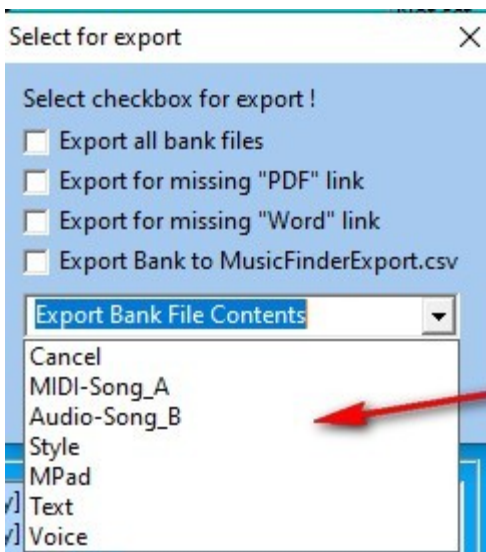 Select for export
Select checkbox for export !
Export all bank files
Export for missing "PDF" link
Export for missing "Word" link
Export Bank to MusicFinderExport.csv
Export Bank File Contents
Cancel
MIDI-Song_A
Audio-Song_B
Style
MPad
Text
Voice